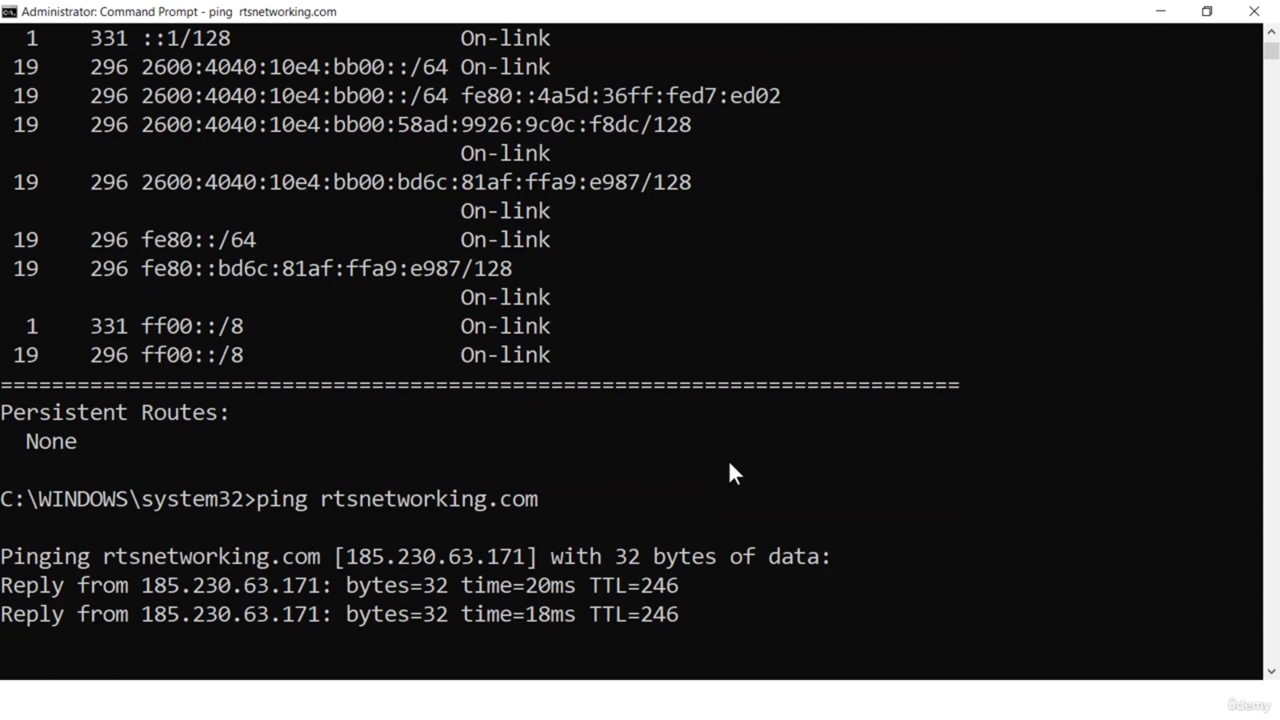 Administrator: Command Prompt - ping  rtsnetworking.com
1    331 ::1/128                  On-link
19    296 2600:4040:10e4:bb00::/64 On-link
19    296 2600:4040:10e4:bb00::/64 fe80::4a5d:36ff:fed7:ed02
19    296 2600:4040:10e4:bb00:58ad:9926:9c0c:f8dc/128
On-link
19    296 2600:4040:10e4:bb00:bd6c:81af:ffa9:e987/128
On-link
19    296 fe80::/64                On-link
19    296 fe80::bd6c:81af:ffa9:e987/128
On-link
1    331 ff00::/8                 On-link
19    296 ff00::/8                 On-link
===========================================================================
Persistent Routes:
None
C:\WINDOWS\system32>ping rtsnetworking.com
Pinging rtsnetworking.com [185.230.63.171] with 32 bytes of data:
Reply from 185.230.63.171: bytes=32 time=20ms TTL=246
Reply from 185.230.63.171: bytes=32 time=18ms TTL=246
ûdemy